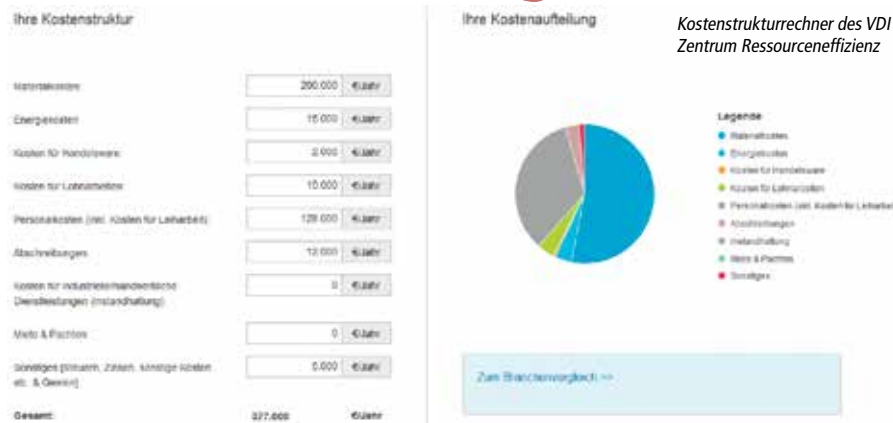 Ihre Kostenstruktur
Materialkosten 200.000 €/Jahr
Energiekosten 15.000 €/Jahr
Kosten für Handelsware 2.000 €/Jahr
Kosten für Lohnarbeiten 15.000 €/Jahr
Personalkosten (inkl. Kosten für Leiharbeit) 128.000 €/Jahr
Abschreibungen 12.000 €/Jahr
Kosten für industrielle/handwerkliche
Dienstleistungen (Instandhaltung) 0 €/Jahr
Miete & Pachten 0 €/Jahr
Sonstiges [Steuern, Zinsen, sonstige Kosten
etc. & Gewinn] 5.000 €/Jahr
Gesamt: 377.000 €/Jahr
Ihre Kostenaufteilung
Kostenstrukturrechner des VDI
Zentrum Ressourceneffizienz
Legende
Materialkosten
Energiekosten
Kosten für Handelsware
Kosten für Lohnarbeiten
Personalkosten (inkl. Kosten für Leiharbei
Abschreibungen
Instandhaltung
Miete & Pachten
Sonstiges
Zum Branchenvergleich >>